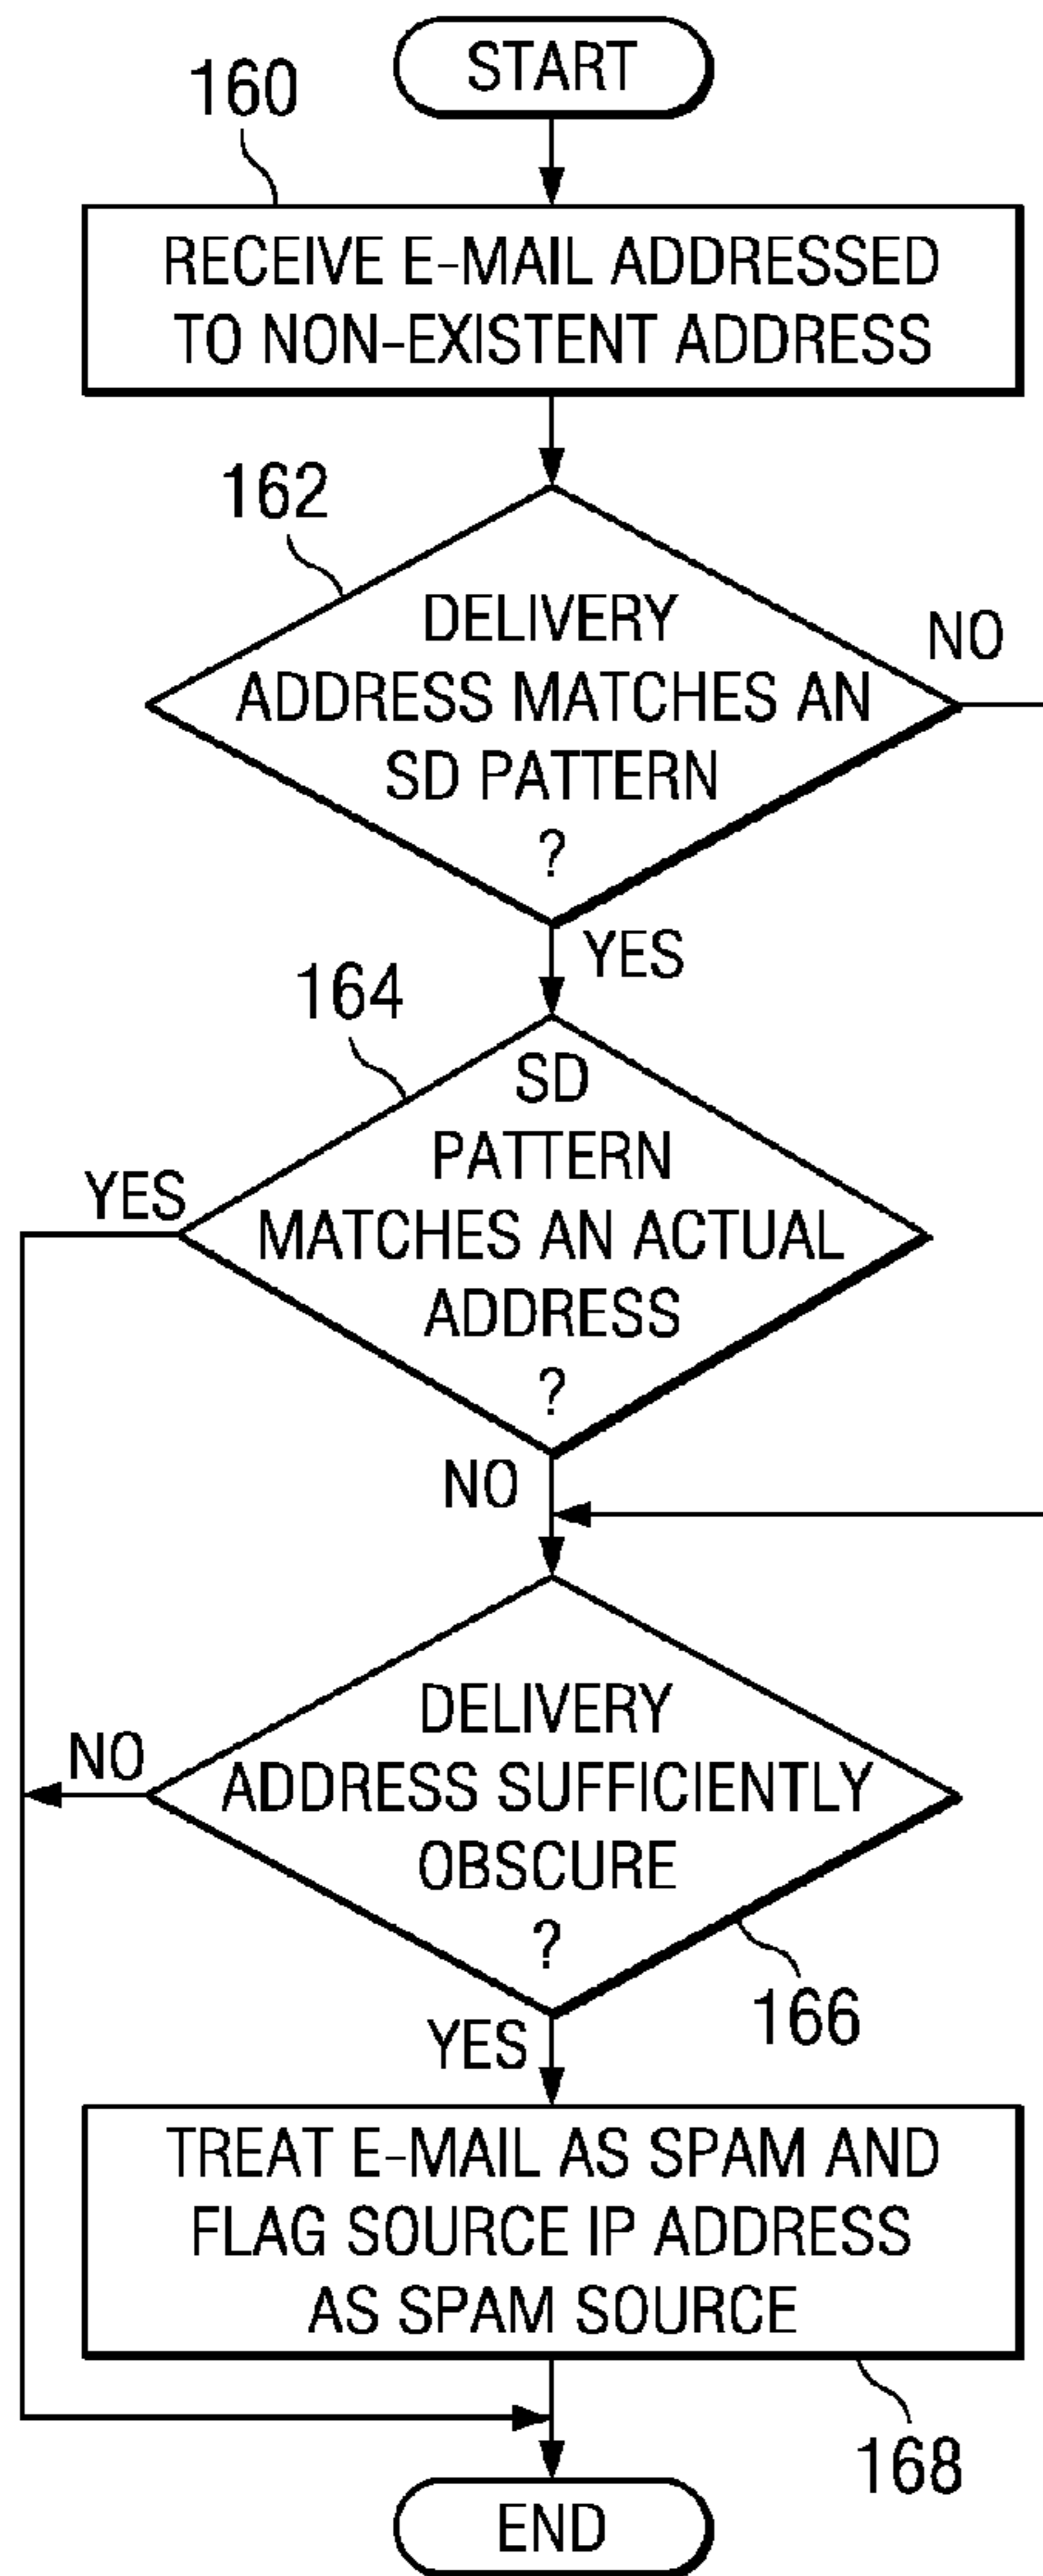 START
160
RECEIVE E-MAIL ADDRESSED
TO NON-EXISTENT ADDRESS
162
DELIVERY
ADDRESS MATCHES AN
SD PATTERN
?
NO
YES
164
SD
PATTERN
MATCHES AN ACTUAL
ADDRESS
?
YES
NO
DELIVERY
ADDRESS SUFFICIENTLY
OBSCURE
?
NO
166
YES
TREAT E-MAIL AS SPAM AND
FLAG SOURCE IP ADDRESS
AS SPAM SOURCE
168
END